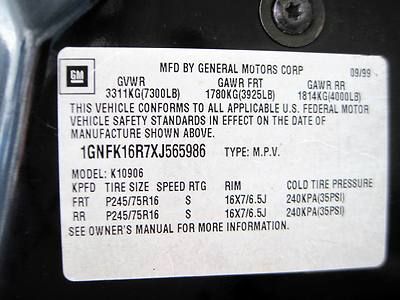 MFD BY GENERAL MOTORS CORP 09/99
GM
GVWR GAWR FRT GAWR RR
3311KG(7300LB) 1780KG(3925LB) 1814KG(4000LB)
THIS VEHICLE CONFORMS TO ALL APPLICABLE U.S. FEDERAL MOTOR
VEHICLE SAFETY STANDARDS IN EFFECT ON THE DATE OF
MANUFACTURE SHOWN ABOVE.
1GNFK16R7XJ565986 TYPE: M.P.V.
MODEL: K10906
KPFD TIRE SIZE SPEED RTG RIM COLD TIRE PRESSURE
FRT P245/75R16 S 16X7/6.5J 240KPA(35PSI)
RR P245/75R16 S 16X7/6.5J 240KPA(35PSI)
SEE OWNER'S MANUAL FOR MORE INFORMATION.